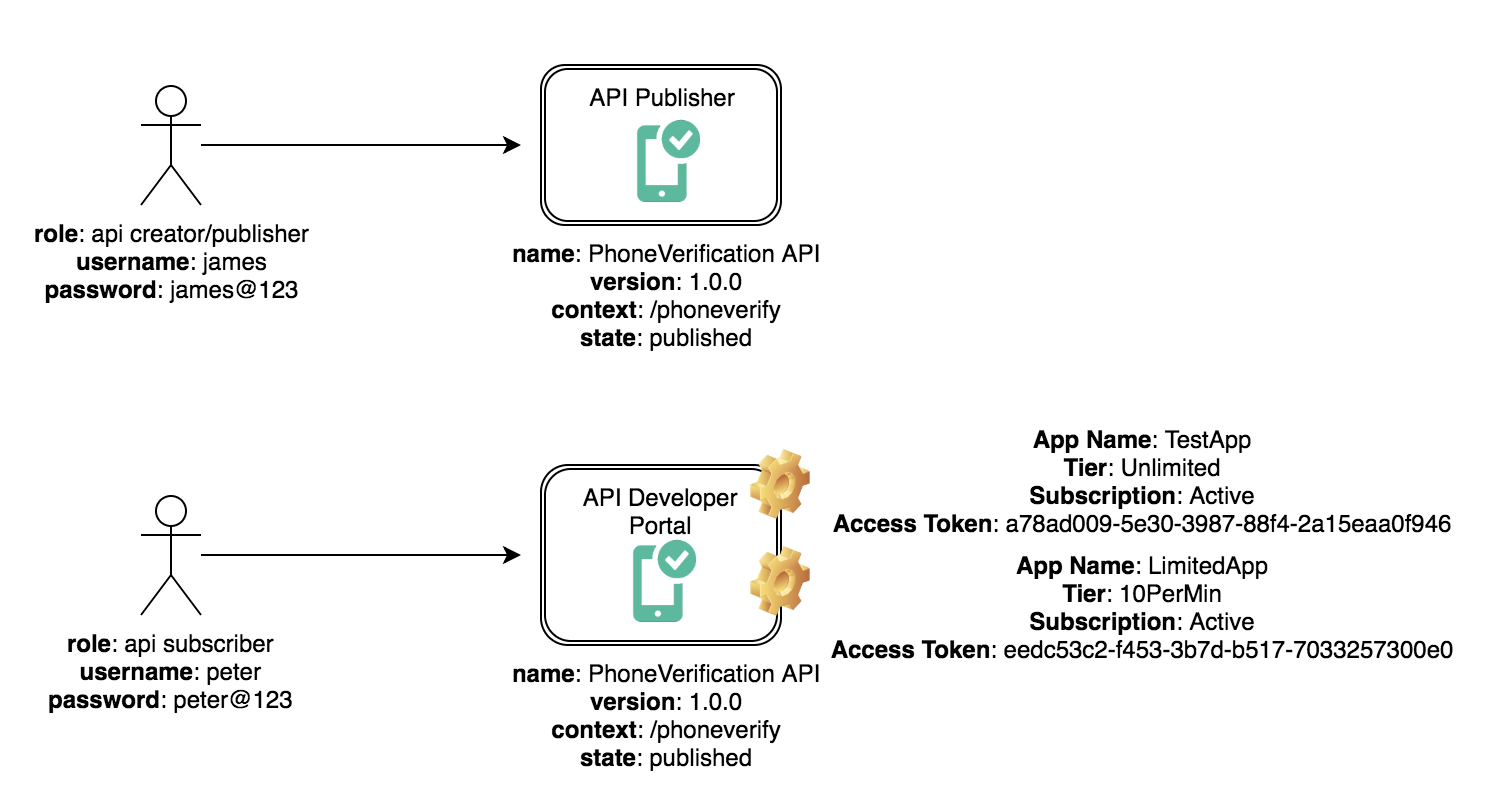 API Publisher
role: api creator/publisher
username: james
password: james@123
name: PhoneVerification API
version: 1.0.0
context: /phoneverify
state: published
API Developer
Portal
App Name: TestApp
Tier: Unlimited
Subscription: Active
Access Token: a78ad009-5e30-3987-88f4-2a15eaa0f946
App Name: LimitedApp
Tier: 10PerMin
Subscription: Active
Access Token: eedc53c2-f453-3b7d-b517-7033257300e0
role: api subscriber
username: peter
password: peter@123
name: PhoneVerification API
version: 1.0.0
context: /phoneverify
state: published